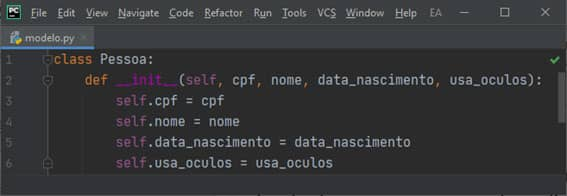 PC File Edit View Navigate Code Refactor Run Tools VCS Window Help EA
modelo.py
1 class Pessoa:
2 def __init__(self, cpf, nome, data_nascimento, usa_oculos):
3 self.cpf = cpf
4 self.nome = nome
5 self.data_nascimento = data_nascimento
6 self.usa_oculos = usa_oculos